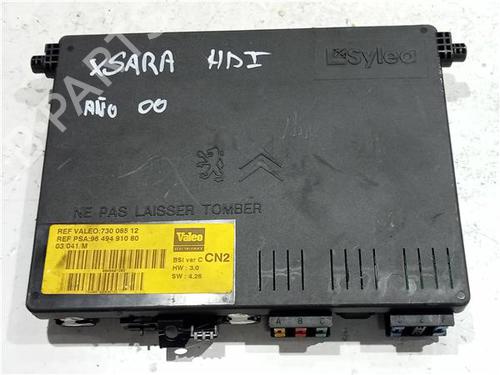 XSARA HDI
AÑO 00
Sylea
NE PAS LAISSER TOMBER
REF VALEO:730 085 12
REF PSA:96 494 910 80
03/041/M
Valeo
BSI ver C CN2
HW : 3.0
SW : 4.26
A B C